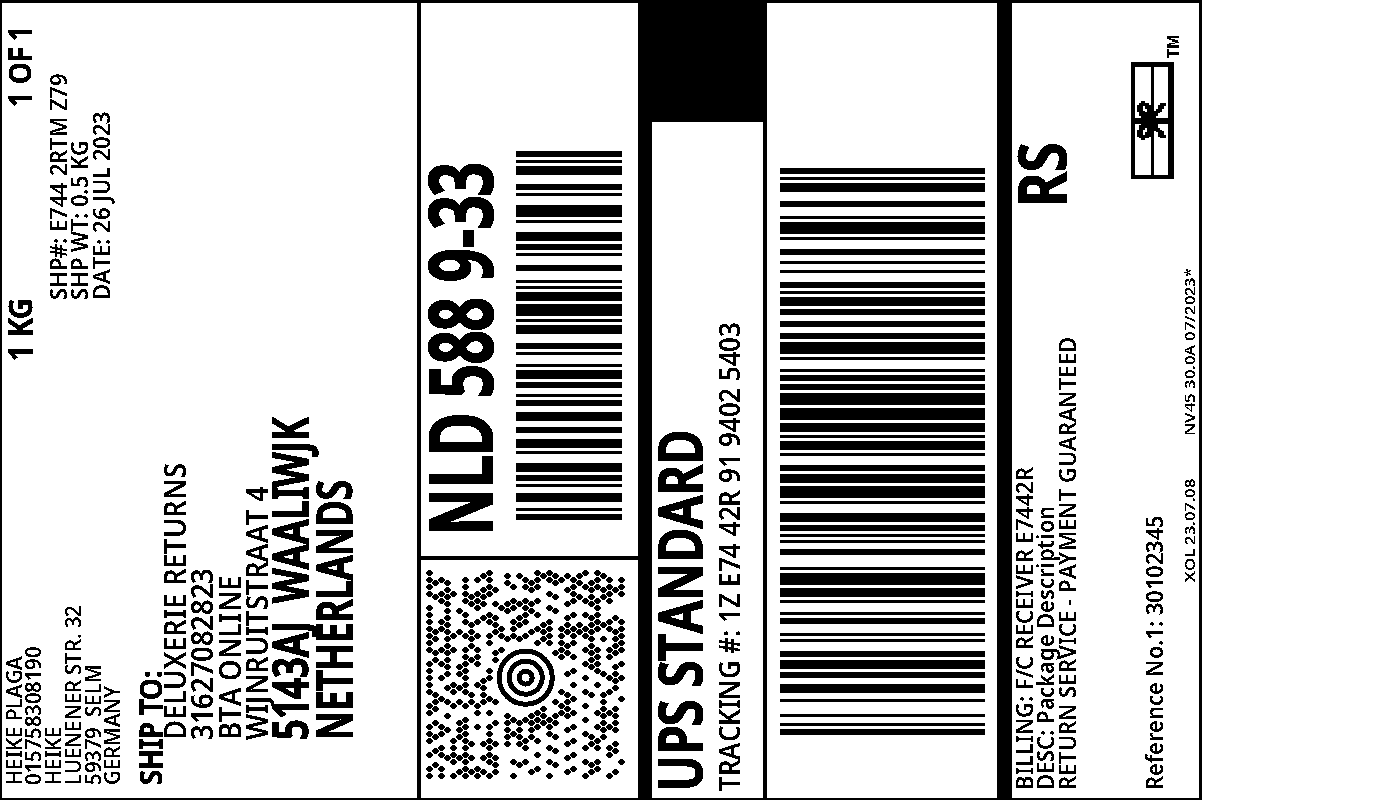 HEIKE PLAGA
015758308190
HEIKE
LUENENER STR. 32
59379 SELM
GERMANY
1 KG
1 OF 1
SHP#: E744 2RTM Z79
SHP WT: 0.5 KG
DATE: 26 JUL 2023
SHIP TO:
DELUXERIE RETURNS
31627082823
BTA ONLINE
WIJNRUITSTRAAT 4
5143AJ WAALIWJK
NETHERLANDS
NLD 588 9-33
UPS STANDARD
TRACKING #: 1Z E74 42R 91 9402 5403
BILLING: F/C RECEIVER E7442R
DESC: Package Description
RETURN SERVICE - PAYMENT GUARANTEED
RS
Reference No.1: 30102345
XOL 23.07.08 NV45 30.0A 07/2023*
TM